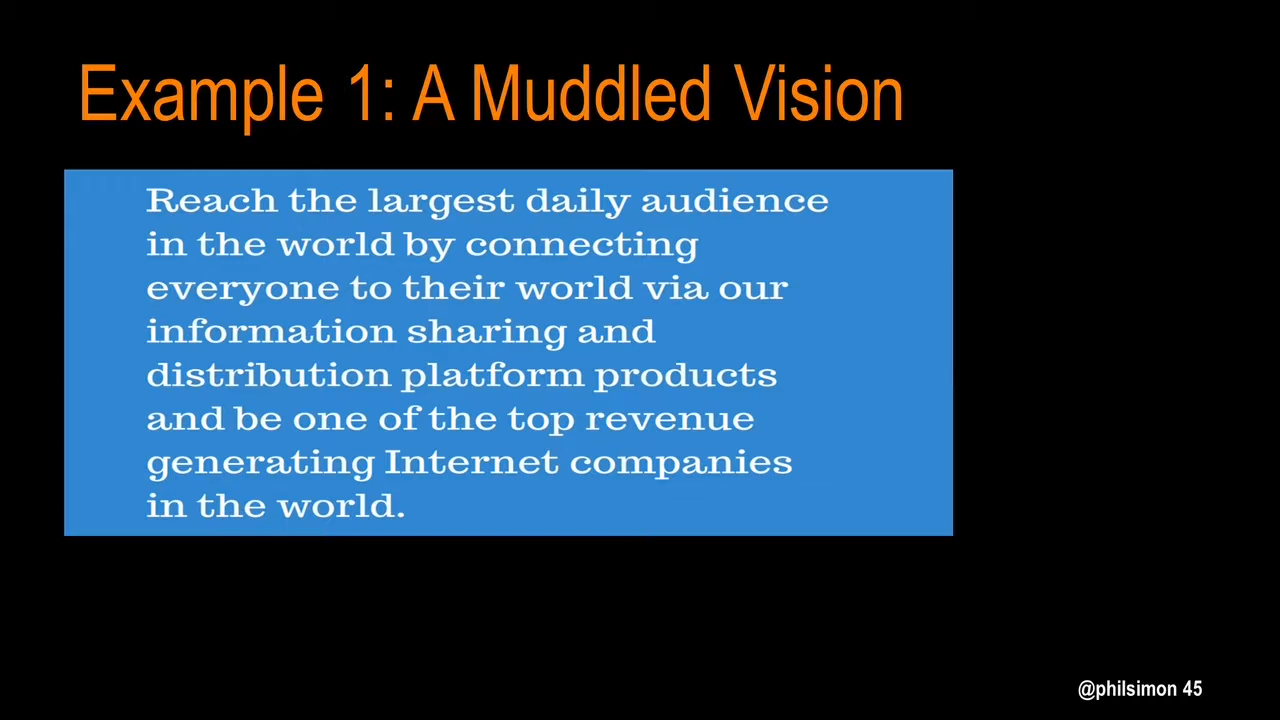 Example 1: A Muddled Vision
Reach the largest daily audience
in the world by connecting
everyone to their world via our
information sharing and
distribution platform products
and be one of the top revenue
generating Internet companies
in the world.
@philsimon 45